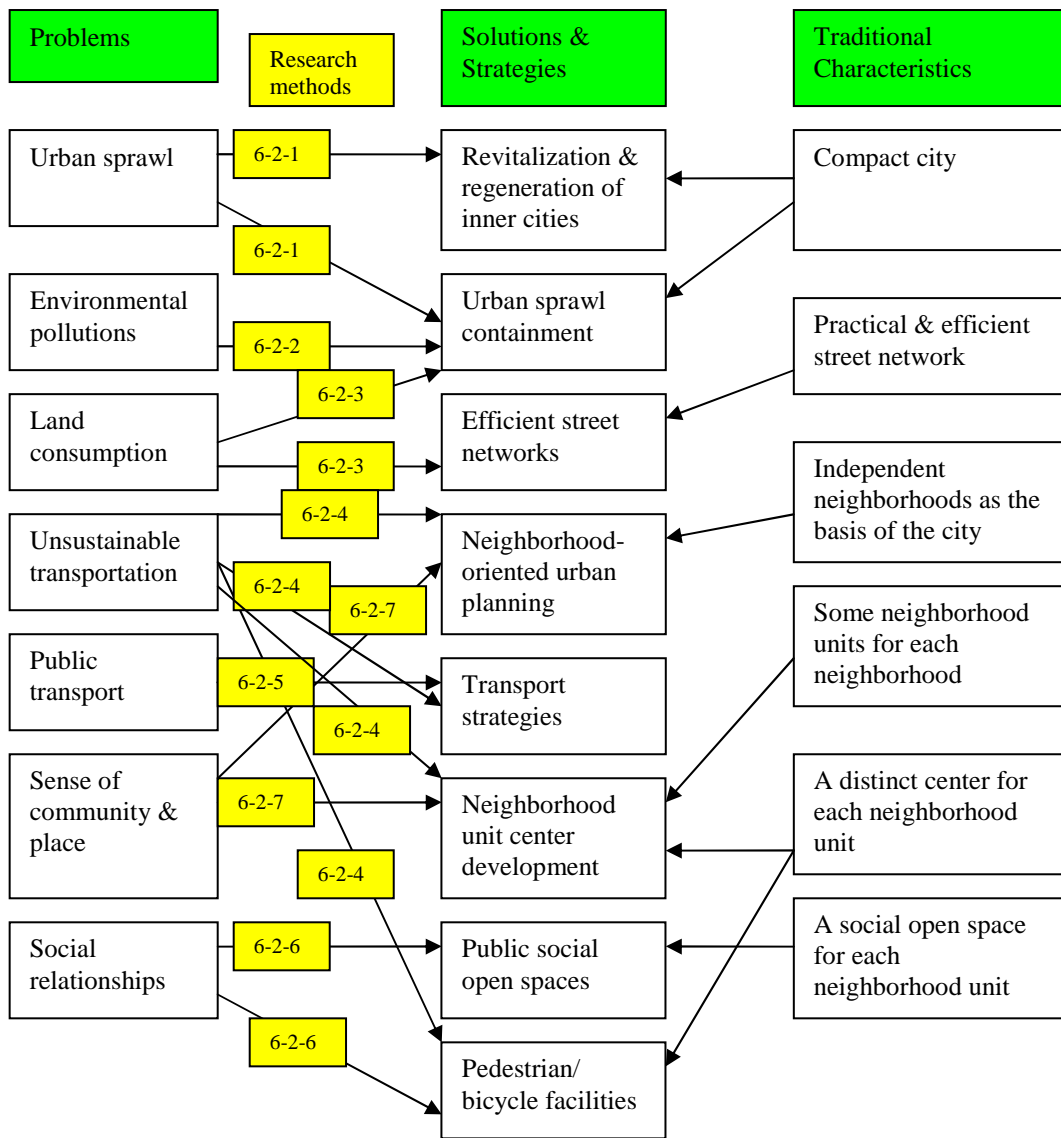 Problems
Research
methods
Solutions &
Strategies
Traditional
Characteristics
Urban sprawl
6-2-1
Revitalization &
regeneration of
inner cities
Compact city
6-2-1
Environmental
pollutions
6-2-2
Urban sprawl
containment
Practical & efficient
street network
6-2-3
Land
consumption
6-2-3
Efficient street
networks
Independent
neighborhoods as the
basis of the city
6-2-4
Unsustainable
transportation
6-2-4
6-2-7
Neighborhood-
oriented urban
planning
Some neighborhood
units for each
neighborhood
Public
transport
6-2-5
6-2-4
Transport
strategies
Sense of
community &
place
6-2-7
6-2-4
Neighborhood
unit center
development
A distinct center for
each neighborhood
unit
Social
relationships
6-2-6
Public social
open spaces
A social open space
for each
neighborhood unit
6-2-6
Pedestrian/
bicycle facilities